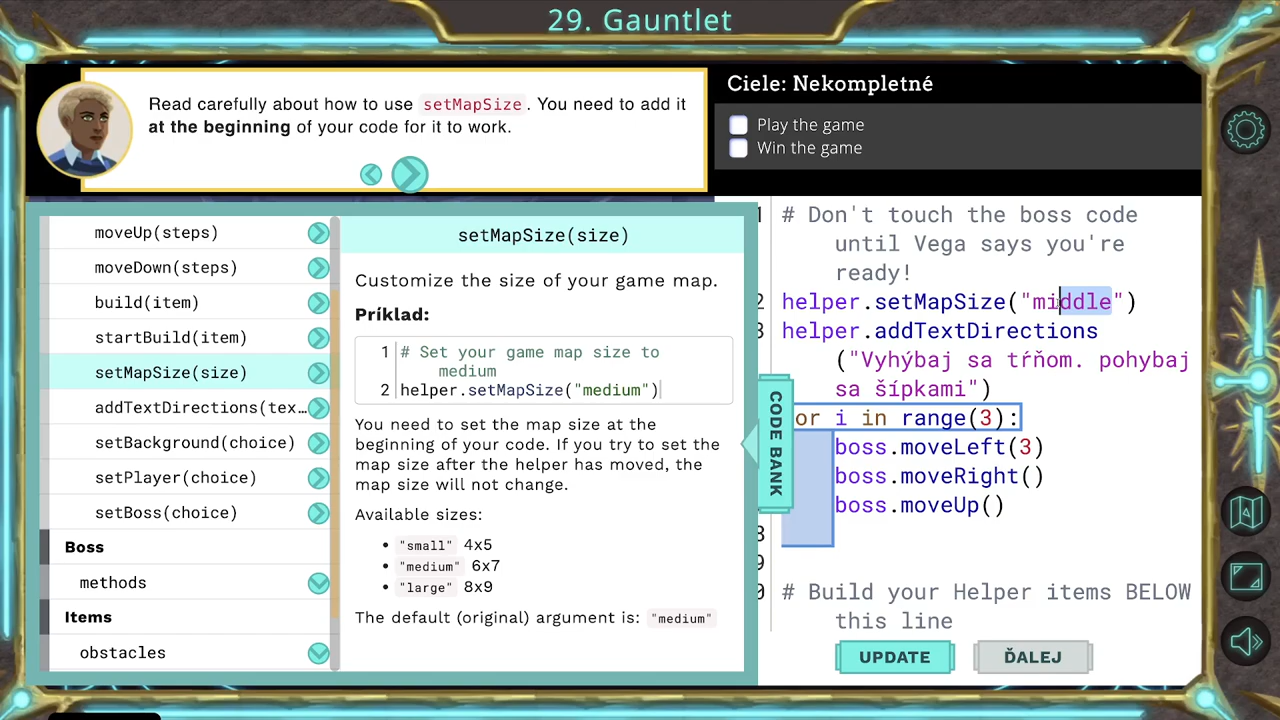 29. Gauntlet
Read carefully about how to use setMapSize. You need to add it
at the beginning of your code for it to work.
Ciele: Nekompletné
Play the game
Win the game
moveUp(steps)
moveDown(steps)
build(item)
startBuild(item)
setMapSize(size)
addTextDirections(tex…
setBackground(choice)
setPlayer(choice)
setBoss(choice)
Boss
methods
Items
obstacles
setMapSize(size)
Customize the size of your game map.
Príklad:
1 # Set your game map size to
medium
2 helper.setMapSize("medium")
You need to set the map size at the
beginning of your code. If you try to set the
map size after the helper has moved, the
map size will not change.
Available sizes:
"small" 4x5
"medium" 6x7
"large" 8x9
The default (original) argument is: "medium"
CODE BANK
1 # Don't touch the boss code
until Vega says you're
ready!
2 helper.setMapSize("middle")
3 helper.addTextDirections
("Vyhýbaj sa tŕňom. pohybaj
sa šípkami")
or i in range(3):
boss.moveLeft(3)
boss.moveRight()
boss.moveUp()
8
9
0 # Build your Helper items BELOW
this line
UPDATE
ĎALEJ